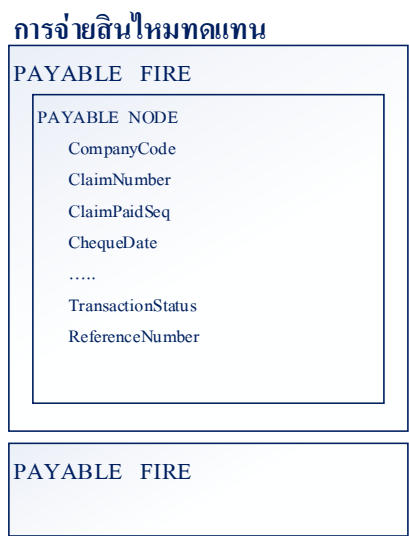 การจ่ายสินไหมทดแทน
PAYABLE FIRE
PAYABLE NODE
CompanyCode
ClaimNumber
ClaimPaidSeq
ChequeDate
…..
TransactionStatus
ReferenceNumber
PAYABLE FIRE